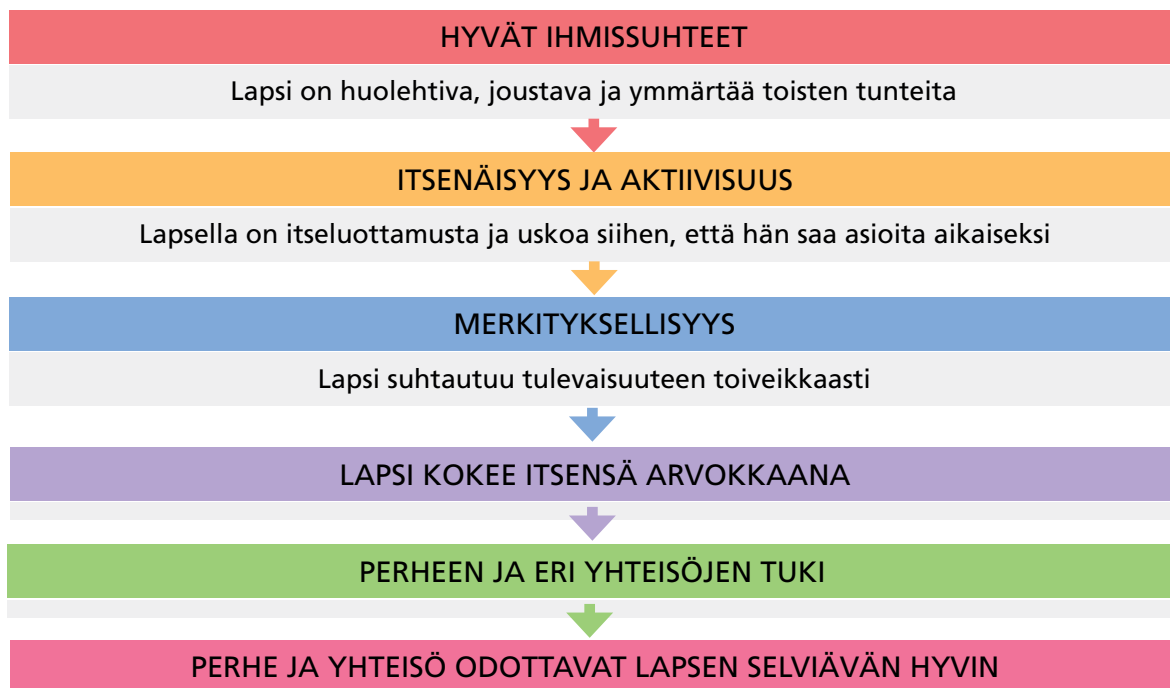 HYVÄT IHMISSUHTEET
Lapsi on huolehtiva, joustava ja ymmärtää toisten tunteita
ITSENÄISYYS JA AKTIIVISUUS
Lapsella on itseluottamusta ja uskoa siihen, että hän saa asioita aikaiseksi
MERKITYKSELLISYYS
Lapsi suhtautuu tulevaisuuteen toiveikkaasti
LAPSI KOKEE ITSENSÄ ARVOKKAANA
PERHEEN JA ERI YHTEISÖJEN TUKI
PERHE JA YHTEISÖ ODOTTAVAT LAPSEN SELVIÄVÄN HYVIN